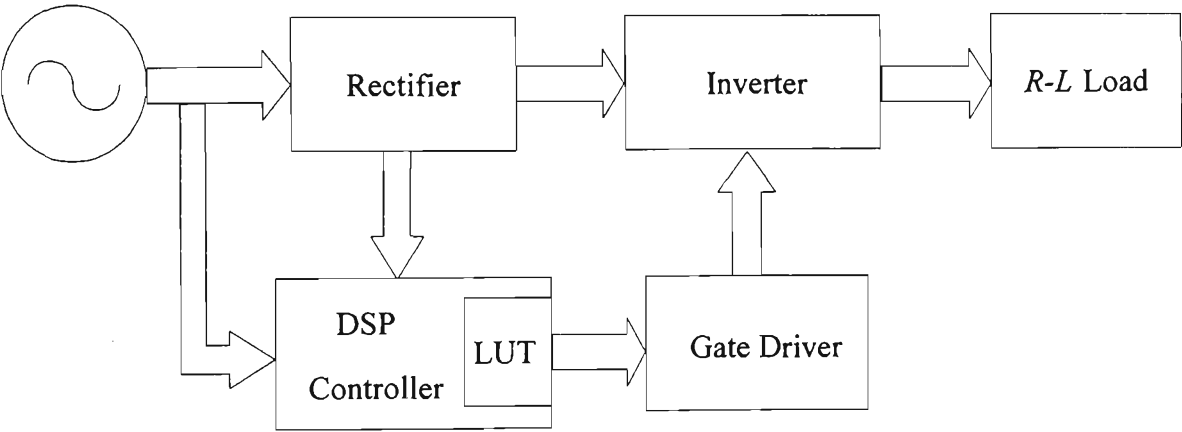 Rectifier
Inverter
R-L Load
DSP
Controller
LUT
Gate Driver